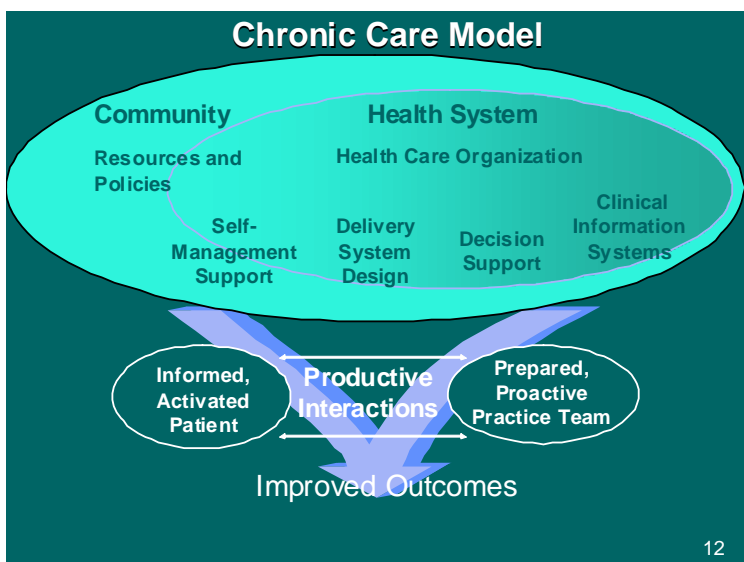 Chronic Care Model
Community
Health System
Resources and
Policies
Health Care Organization
Self-
Management
Support
Delivery
System
Design
Decision
Support
Clinical
Information
Systems
Informed,
Activated
Patient
Productive
Interactions
Prepared,
Proactive
Practice Team
Improved Outcomes
12